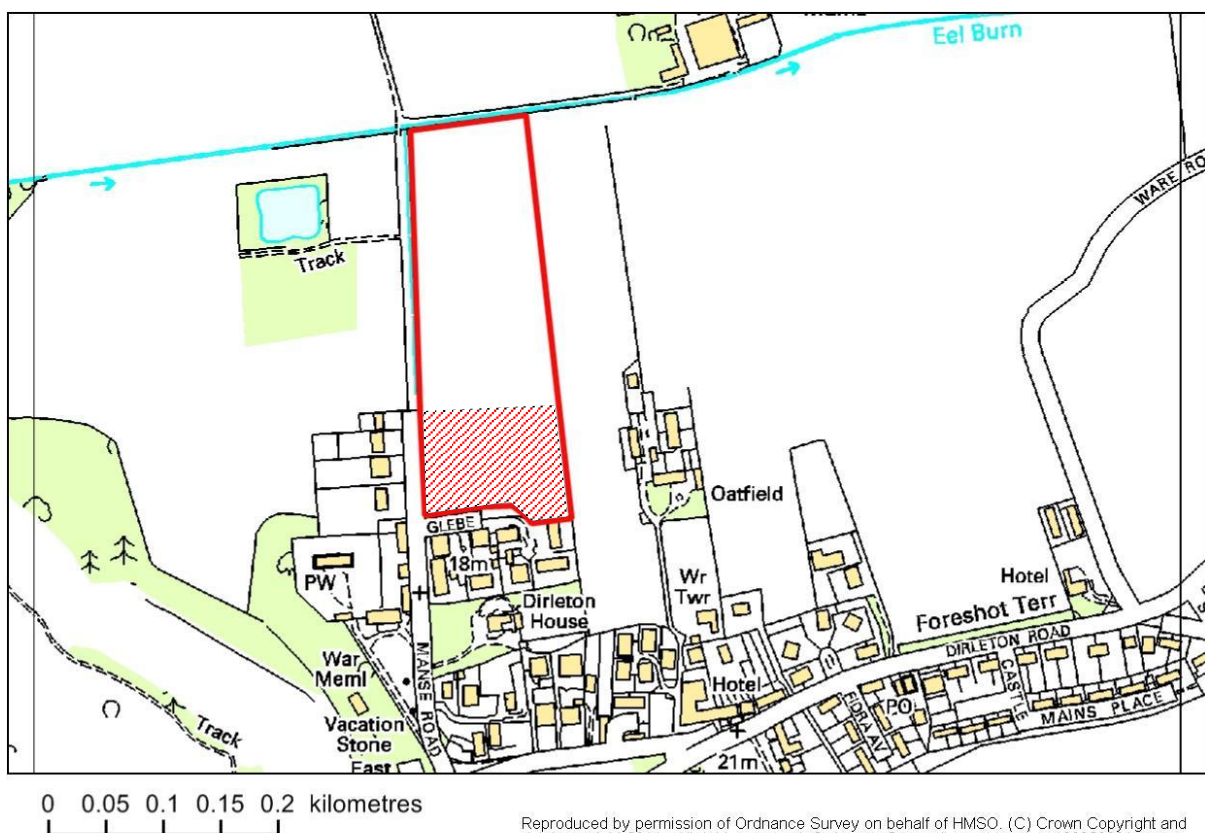 Eel Burn
WARE RO
Track
Oatfield
GLEBE
18m
PW
Wr
Twr
Hotel
Foreshot Terr
Dirleton
House
DIRLETON ROAD
War
Meml
MANSE ROAD
Hotel
CASTLE
PO
FIDRA AV
MAINS PLACE
Track
Vacation
Stone
East
21m
0 0.05 0.1 0.15 0.2 kilometres
Reproduced by permission of Ordnance Survey on behalf of HMSO. (C) Crown Copyright and